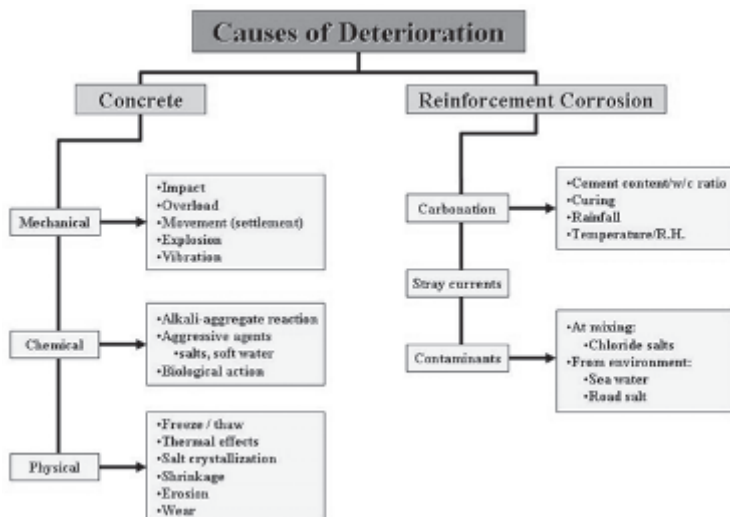 Causes of Deterioration
Concrete
Reinforcement Corrosion
Mechanical
•Impact
•Overload
•Movement (settlement)
•Explosion
•Vibration
Chemical
•Alkali-aggregate reaction
•Aggressive agents
•salts, soft water
•Biological action
Physical
•Freeze / thaw
•Thermal effects
•Salt crystallization
•Shrinkage
•Erosion
•Wear
Carbonation
•Cement content/w/c ratio
•Curing
•Rainfall
•Temperature/R.H.
Stray currents
Contaminants
•At mixing:
•Chloride salts
•From environment:
•Sea water
•Road salt